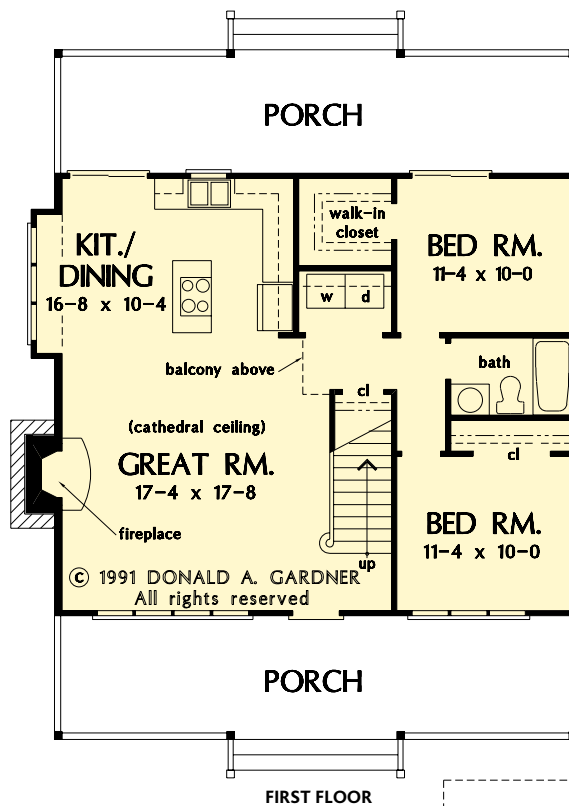 PORCH
walk-in
closet
KIT./
DINING
16-8 x 10-4
BED RM.
11-4 x 10-0
w d
balcony above
bath
cl
(cathedral ceiling)
GREAT RM.
17-4 x 17-8
cl
fireplace
BED RM.
11-4 x 10-0
up
© 1991 DONALD A. GARDNER
All rights reserved
PORCH
FIRST FLOOR